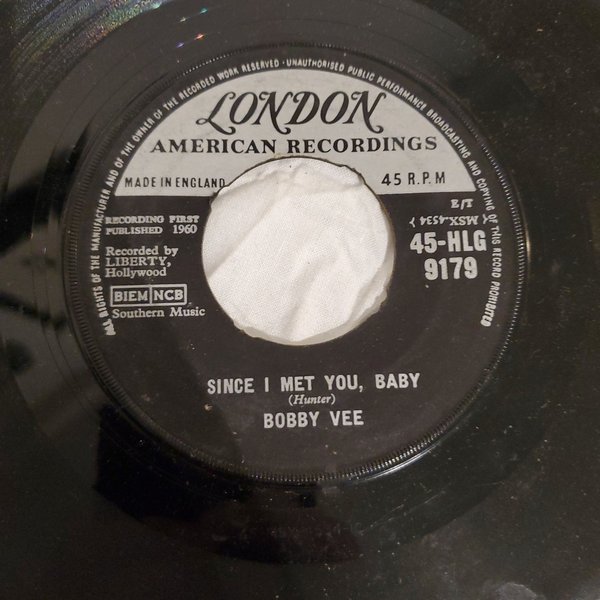 ALL RIGHTS OF THE MANUFACTURER AND OF THE OWNER OF THE RECORDED WORK RESERVED · UNAUTHORISED PUBLIC PERFORMANCE BROADCASTING AND COPYING OF THIS RECORD PROHIBITED
LONDON
AMERICAN RECORDINGS
MADE IN ENGLAND
45 R.P.M
E/T
( MSX.4534 )
RECORDING FIRST
PUBLISHED 1960
Recorded by
LIBERTY,
Hollywood
45-HLG
9179
BIEM NCB
Southern Music
SINCE I MET YOU, BABY
(Hunter)
BOBBY VEE